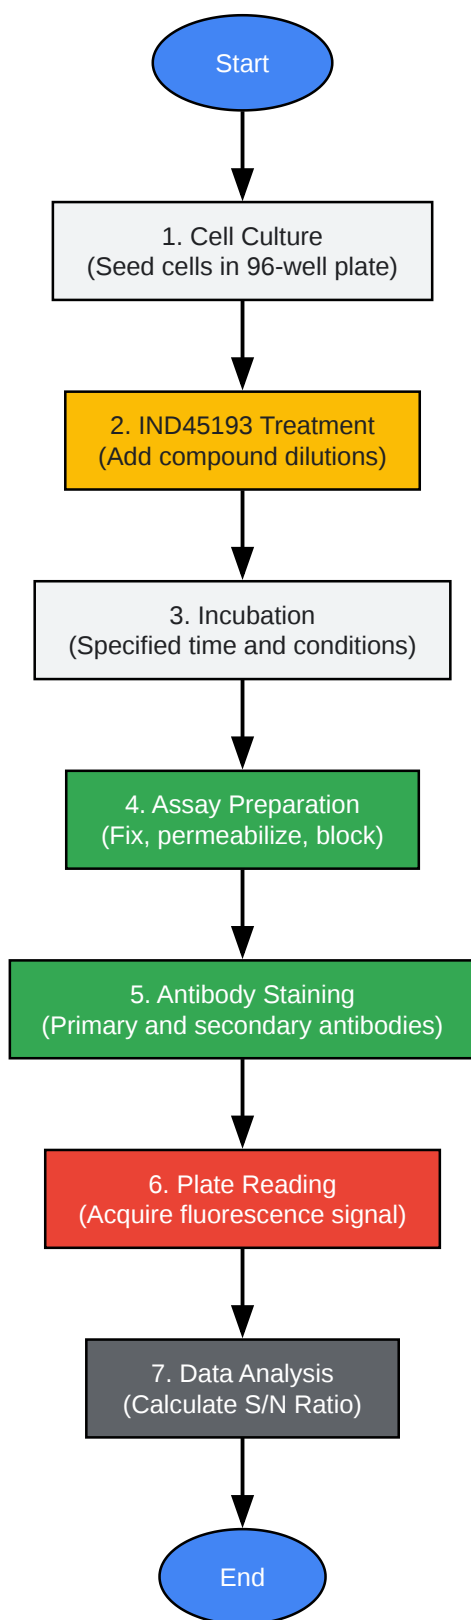 Start
1. Cell Culture
(Seed cells in 96-well plate)
2. IND45193 Treatment
(Add compound dilutions)
3. Incubation
(Specified time and conditions)
4. Assay Preparation
(Fix, permeabilize, block)
5. Antibody Staining
(Primary and secondary antibodies)
6. Plate Reading
(Acquire fluorescence signal)
7. Data Analysis
(Calculate S/N Ratio)
End